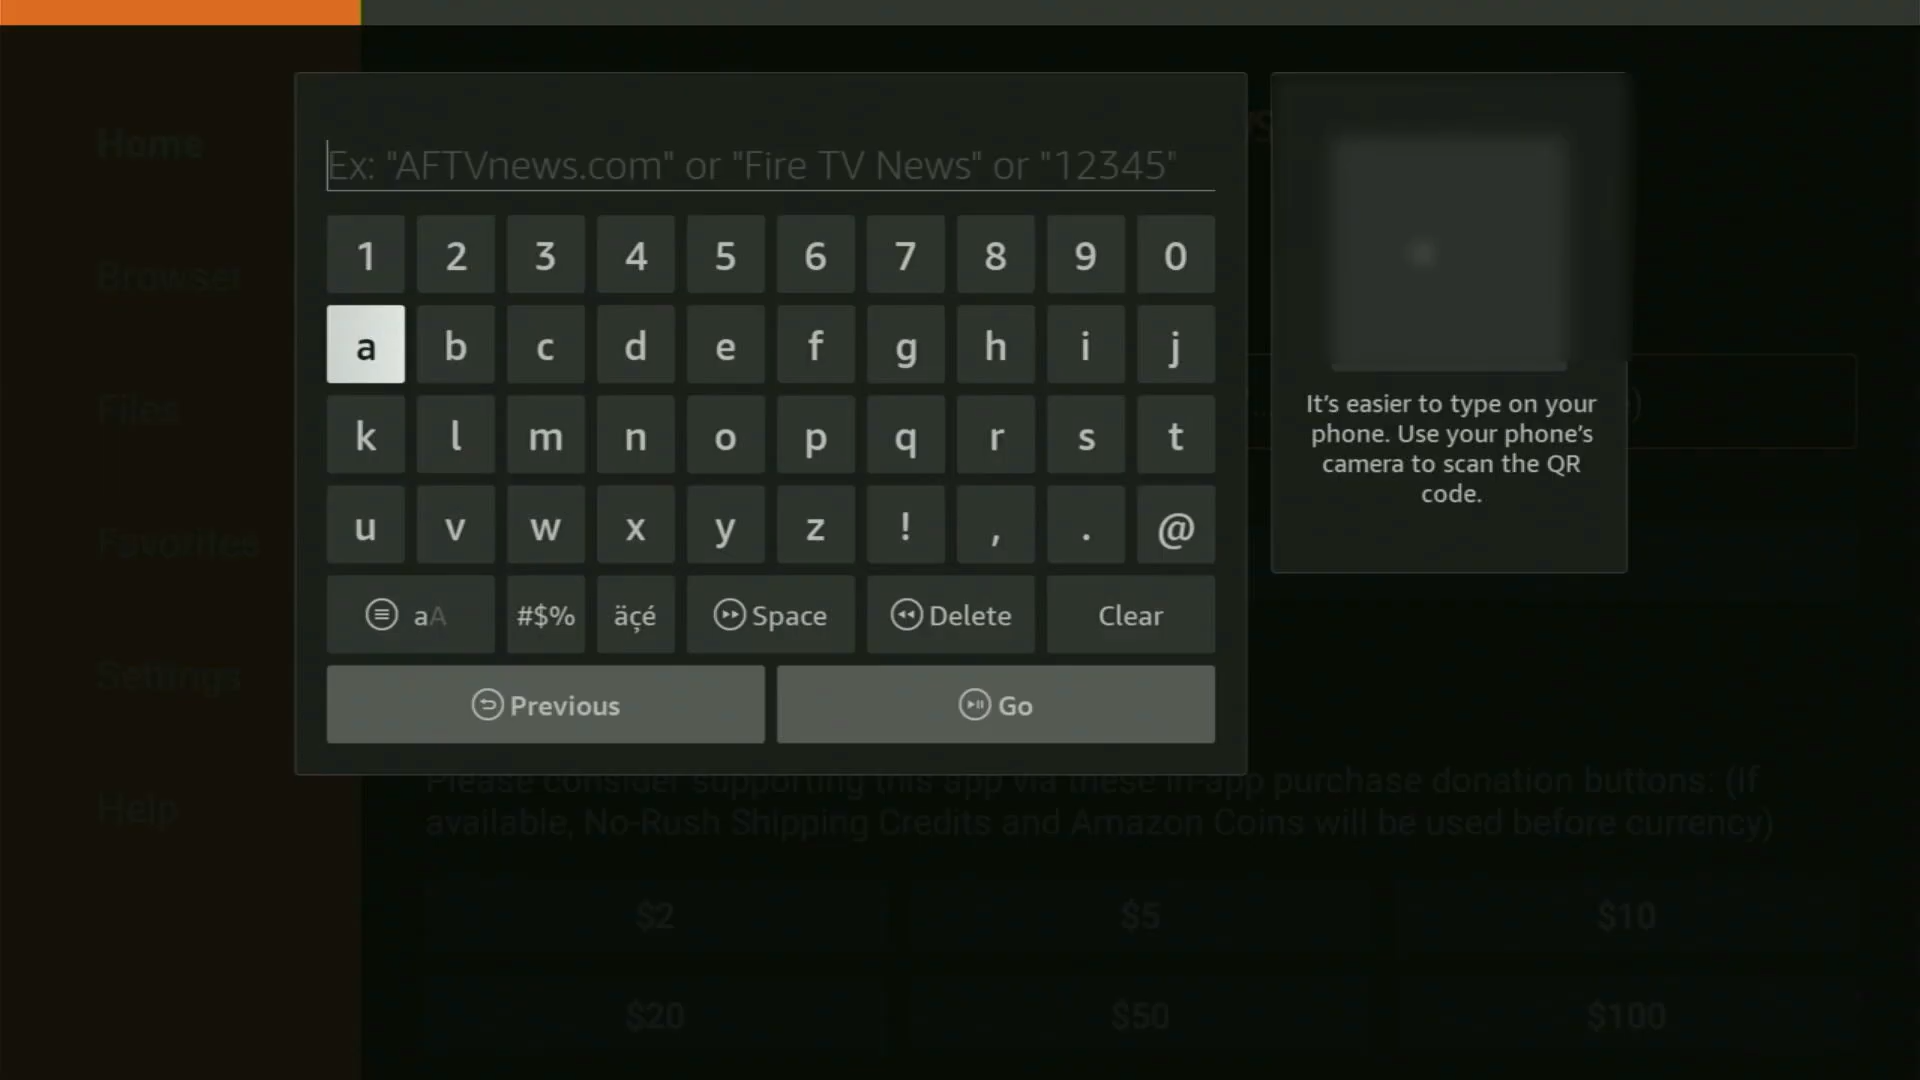 Home
Browser
Files
Favorites
Settings
Help
Ex: "AFTVnews.com" or "Fire TV News" or "12345"
1 2 3 4 5 6 7 8 9 0
a b c d e f g h i j
k l m n o p q r s t
u v w x y z ! , . @
aA #$% äçé Space Delete Clear
Previous Go
It's easier to type on your
phone. Use your phone's
camera to scan the QR
code.
Please consider supporting this app via these in-app purchase donation buttons: (If
available, No-Rush Shipping Credits and Amazon Coins will be used before currency)
$2 $5 $10
$20 $50 $100